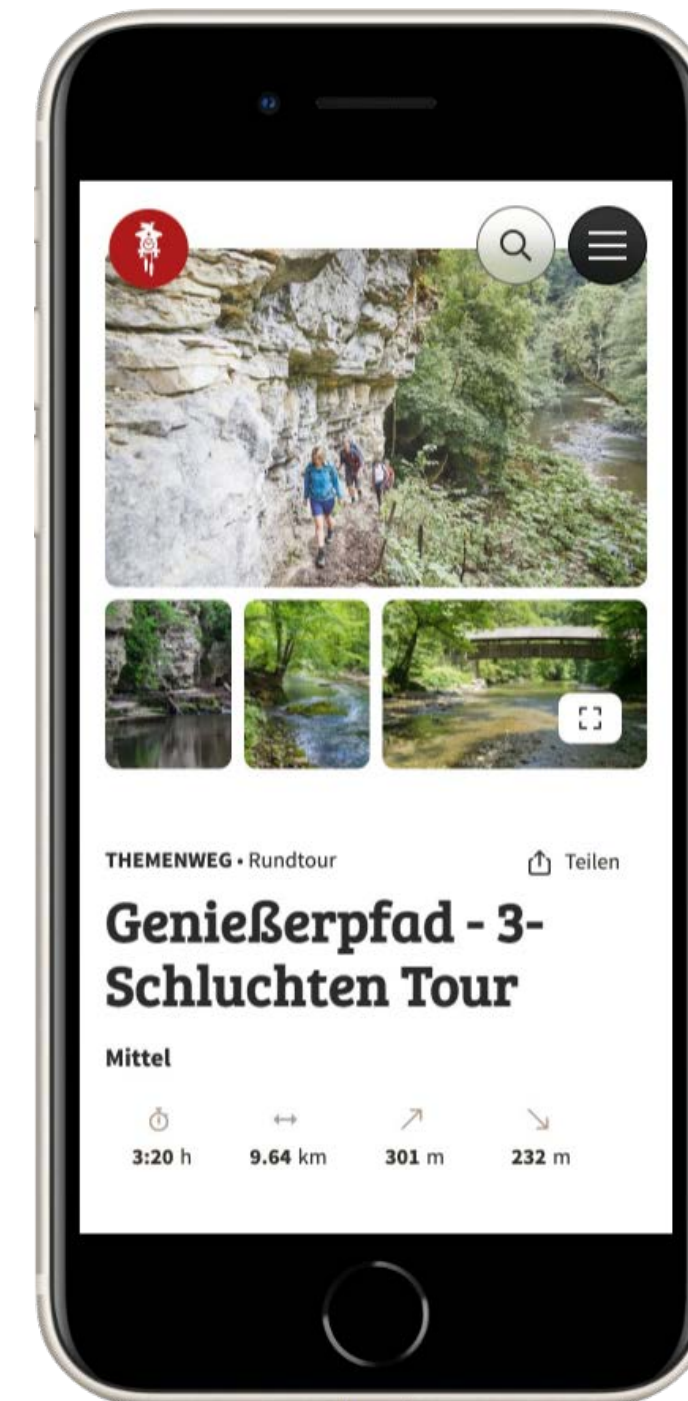 THEMENWEG • Rundtour
Teilen
Genießerpfad - 3-
Schluchten Tour
Mittel
3:20 h
9.64 km
301 m
232 m